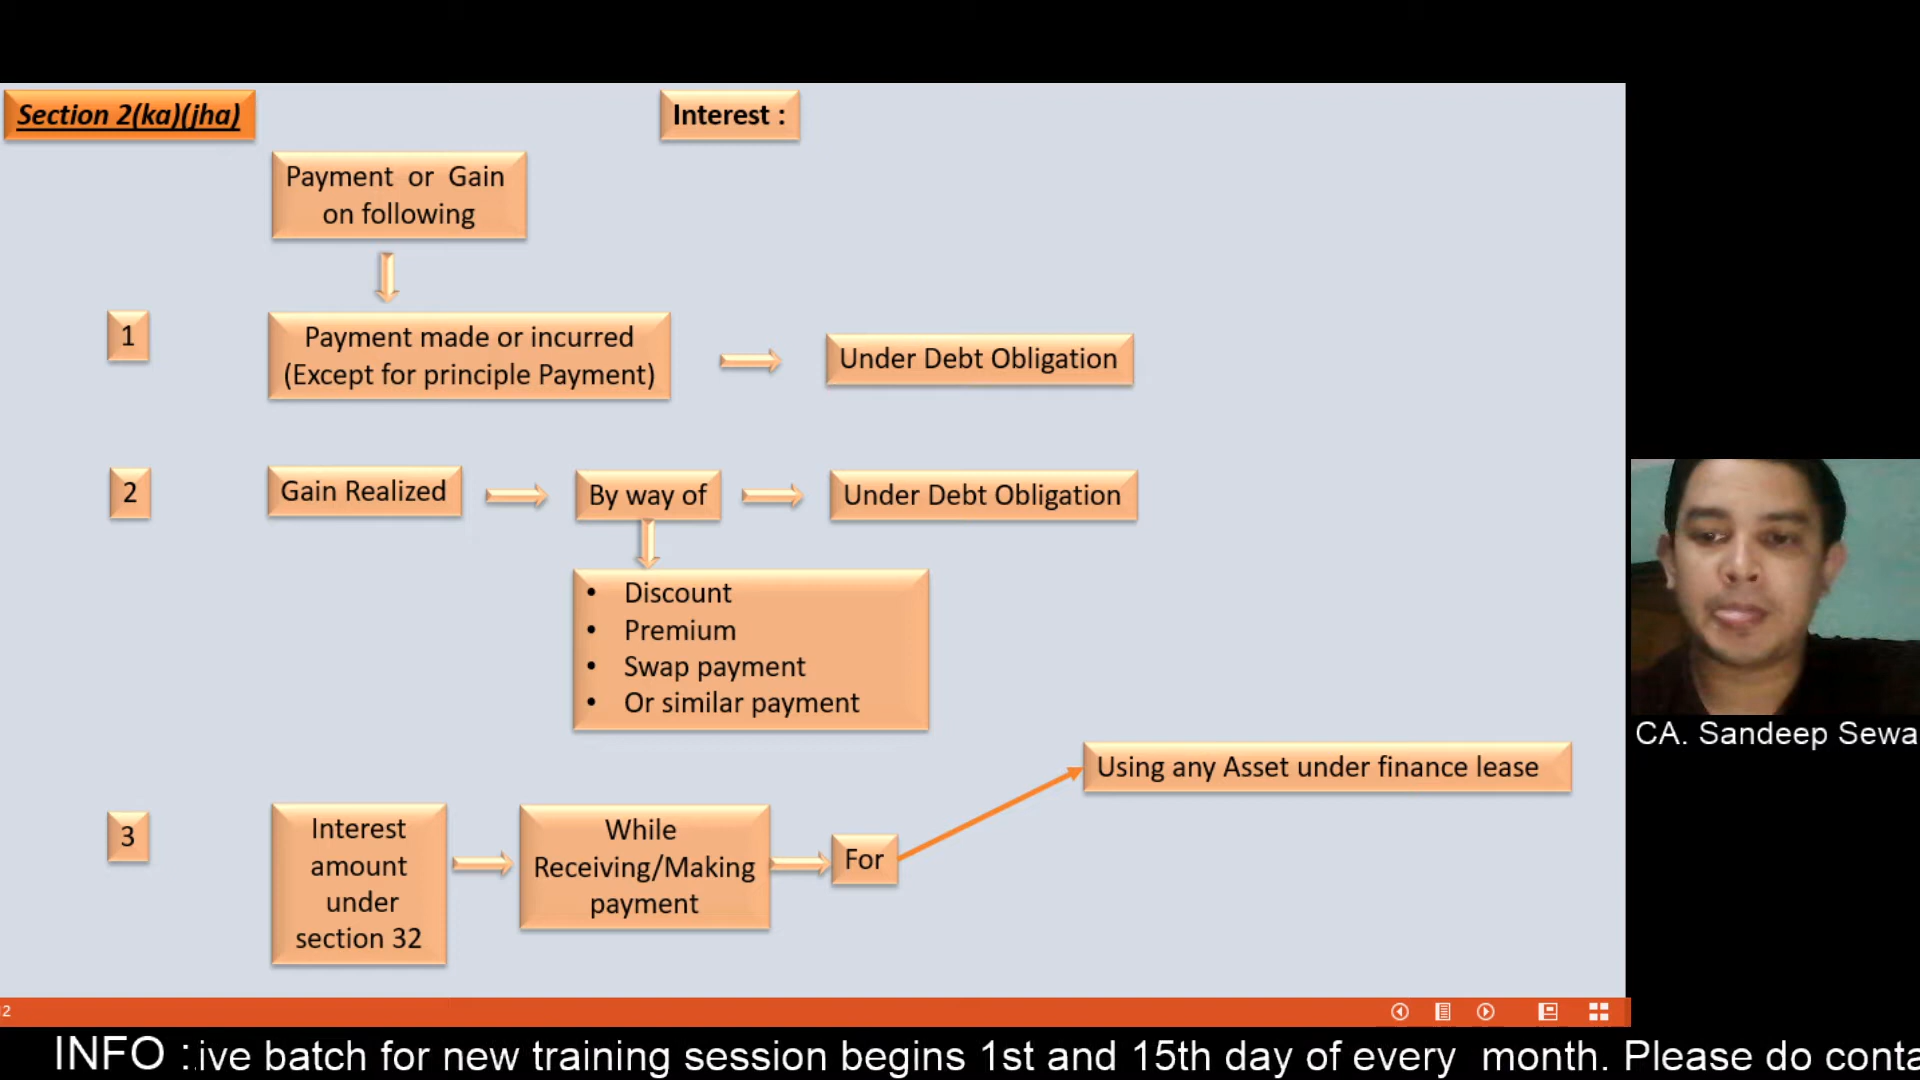 Section 2(ka)(jha)
Interest :
Payment or Gain
on following
1
Payment made or incurred
(Except for principle Payment)
Under Debt Obligation
2
Gain Realized
By way of
Under Debt Obligation
• Discount
• Premium
• Swap payment
• Or similar payment
3
Interest
amount
under
section 32
While
Receiving/Making
payment
For
Using any Asset under finance lease
CA. Sandeep Sewa
INFO : ive batch for new training session begins 1st and 15th day of every month. Please do conta